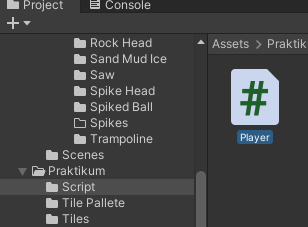 Project
Console
Rock Head
Sand Mud Ice
Saw
Spike Head
Spiked Ball
Spikes
Trampoline
Scenes
Praktikum
Script
Tile Pallete
Tiles
Assets > Praktik
#
Player